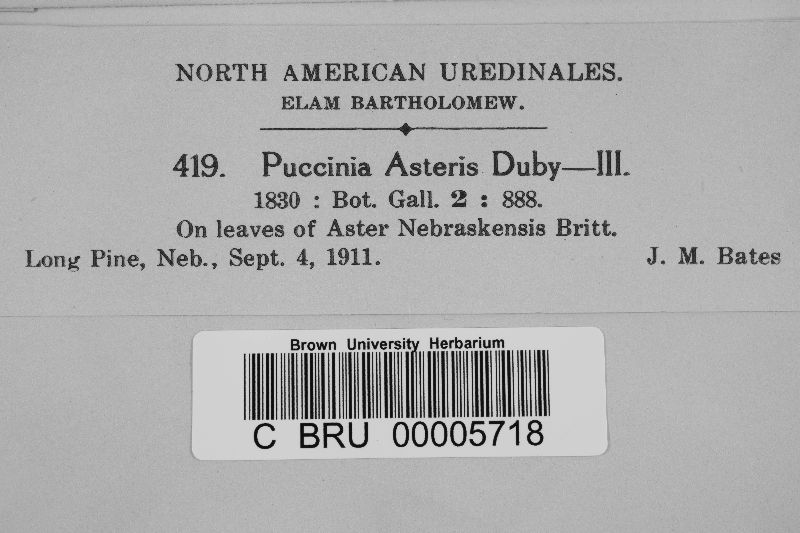 NORTH AMERICAN UREDINALES.
ELAM BARTHOLOMEW.
419. Puccinia Asteris Duby—III.
1830 : Bot. Gall. 2 : 888.
On leaves of Aster Nebraskensis Britt.
Long Pine, Neb., Sept. 4, 1911. J. M. Bates
Brown University Herbarium
C BRU 00005718